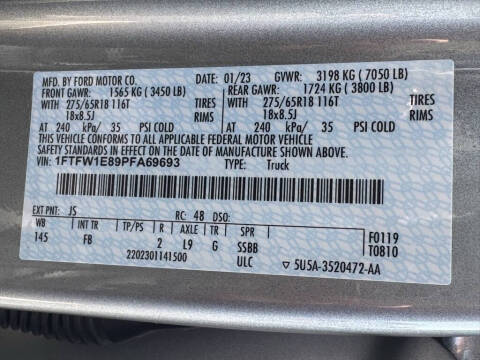 MFD. BY FORD MOTOR CO. DATE: 01/23 GVWR: 3198 KG (7050 LB)
FRONT GAWR: 1565 KG (3450 LB) REAR GAWR: 1724 KG (3800 LB)
WITH 275/65R18 116T TIRES WITH 275/65R18 116T TIRES
18x8.5J RIMS 18x8.5J RIMS
AT 240 kPa/ 35 PSI COLD AT 240 kPa/ 35 PSI COLD
THIS VEHICLE CONFORMS TO ALL APPLICABLE FEDERAL MOTOR VEHICLE
SAFETY STANDARDS IN EFFECT ON THE DATE OF MANUFACTURE SHOWN ABOVE.
VIN: 1FTFW1E89PFA69693 TYPE: Truck
EXT PNT: JS RC: 48 DSO:
WB INT TR TP/PS R AXLE TR SPR F0119
145 FB 2 L9 G SSBB T0810
2202301141500 ULC 5U5A-3520472-AA